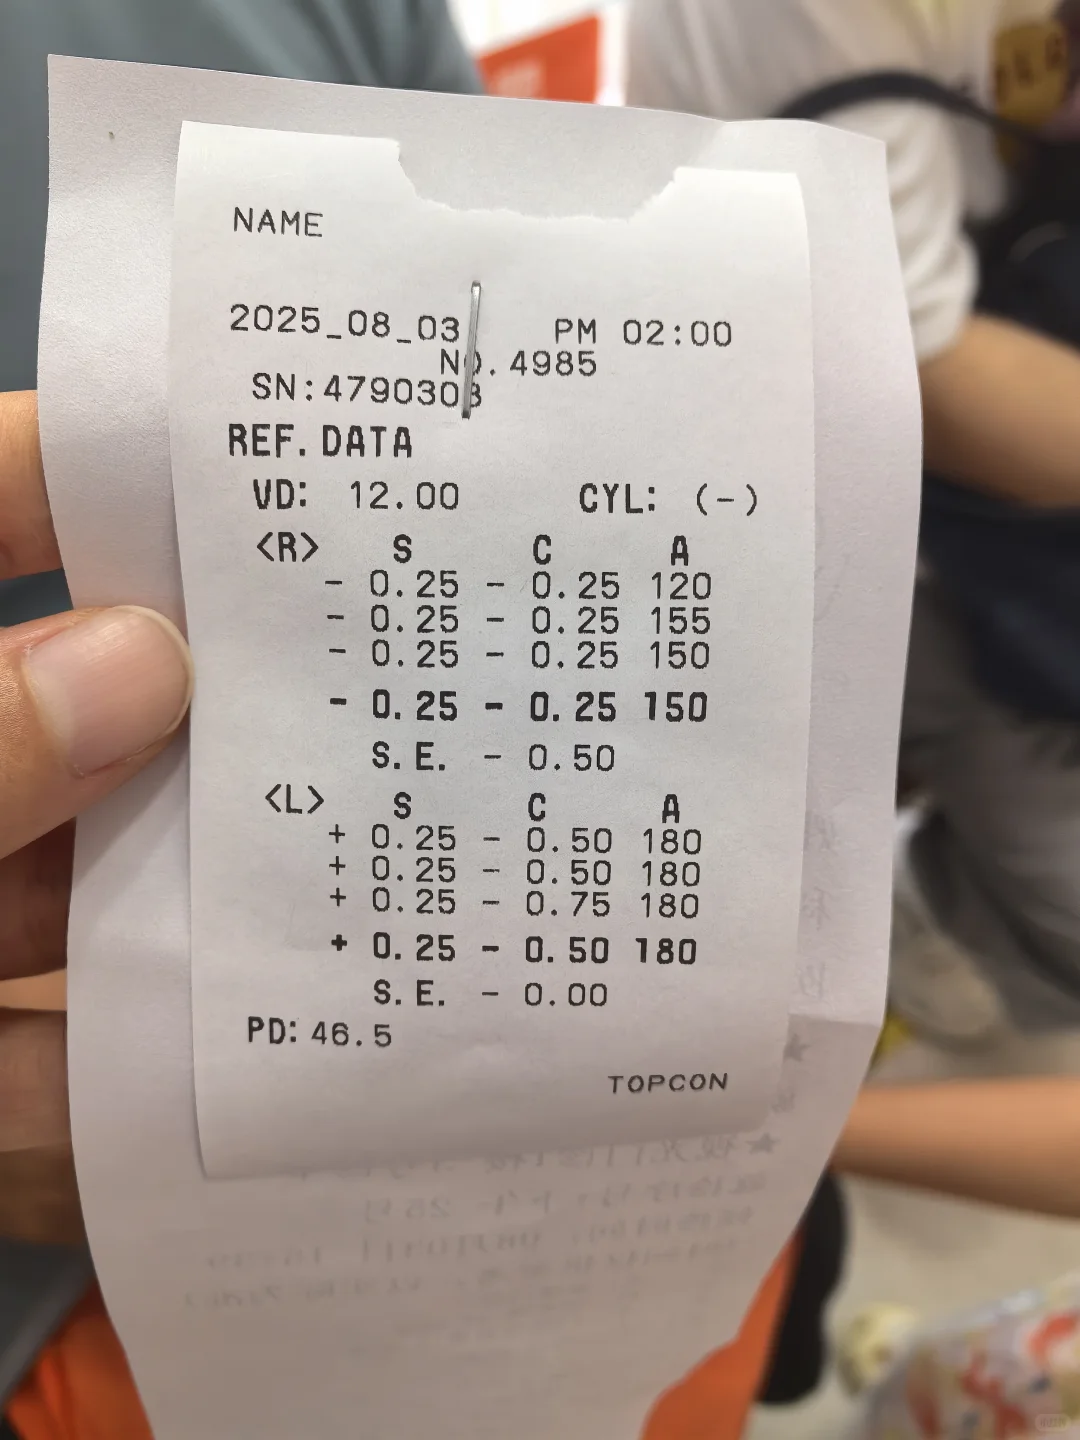 NAME
2025_08_03 PM 02:00
NO.4985
SN:4790303
REF. DATA
VD: 12.00 CYL: (-)
<R> S C A
- 0.25 - 0.25 120
- 0.25 - 0.25 155
- 0.25 - 0.25 150
- 0.25 - 0.25 150
S.E. - 0.50
<L> S C A
+ 0.25 - 0.50 180
+ 0.25 - 0.50 180
+ 0.25 - 0.75 180
+ 0.25 - 0.50 180
S.E. - 0.00
PD: 46.5
TOPCON